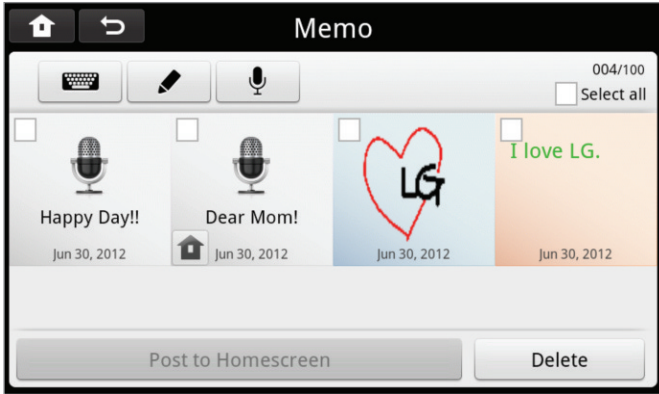 Memo
004/100
Select all
Happy Day!!
Dear Mom!
LG
I love LG.
Jun 30, 2012
Jun 30, 2012
Jun 30, 2012
Jun 30, 2012
Post to Homescreen
Delete